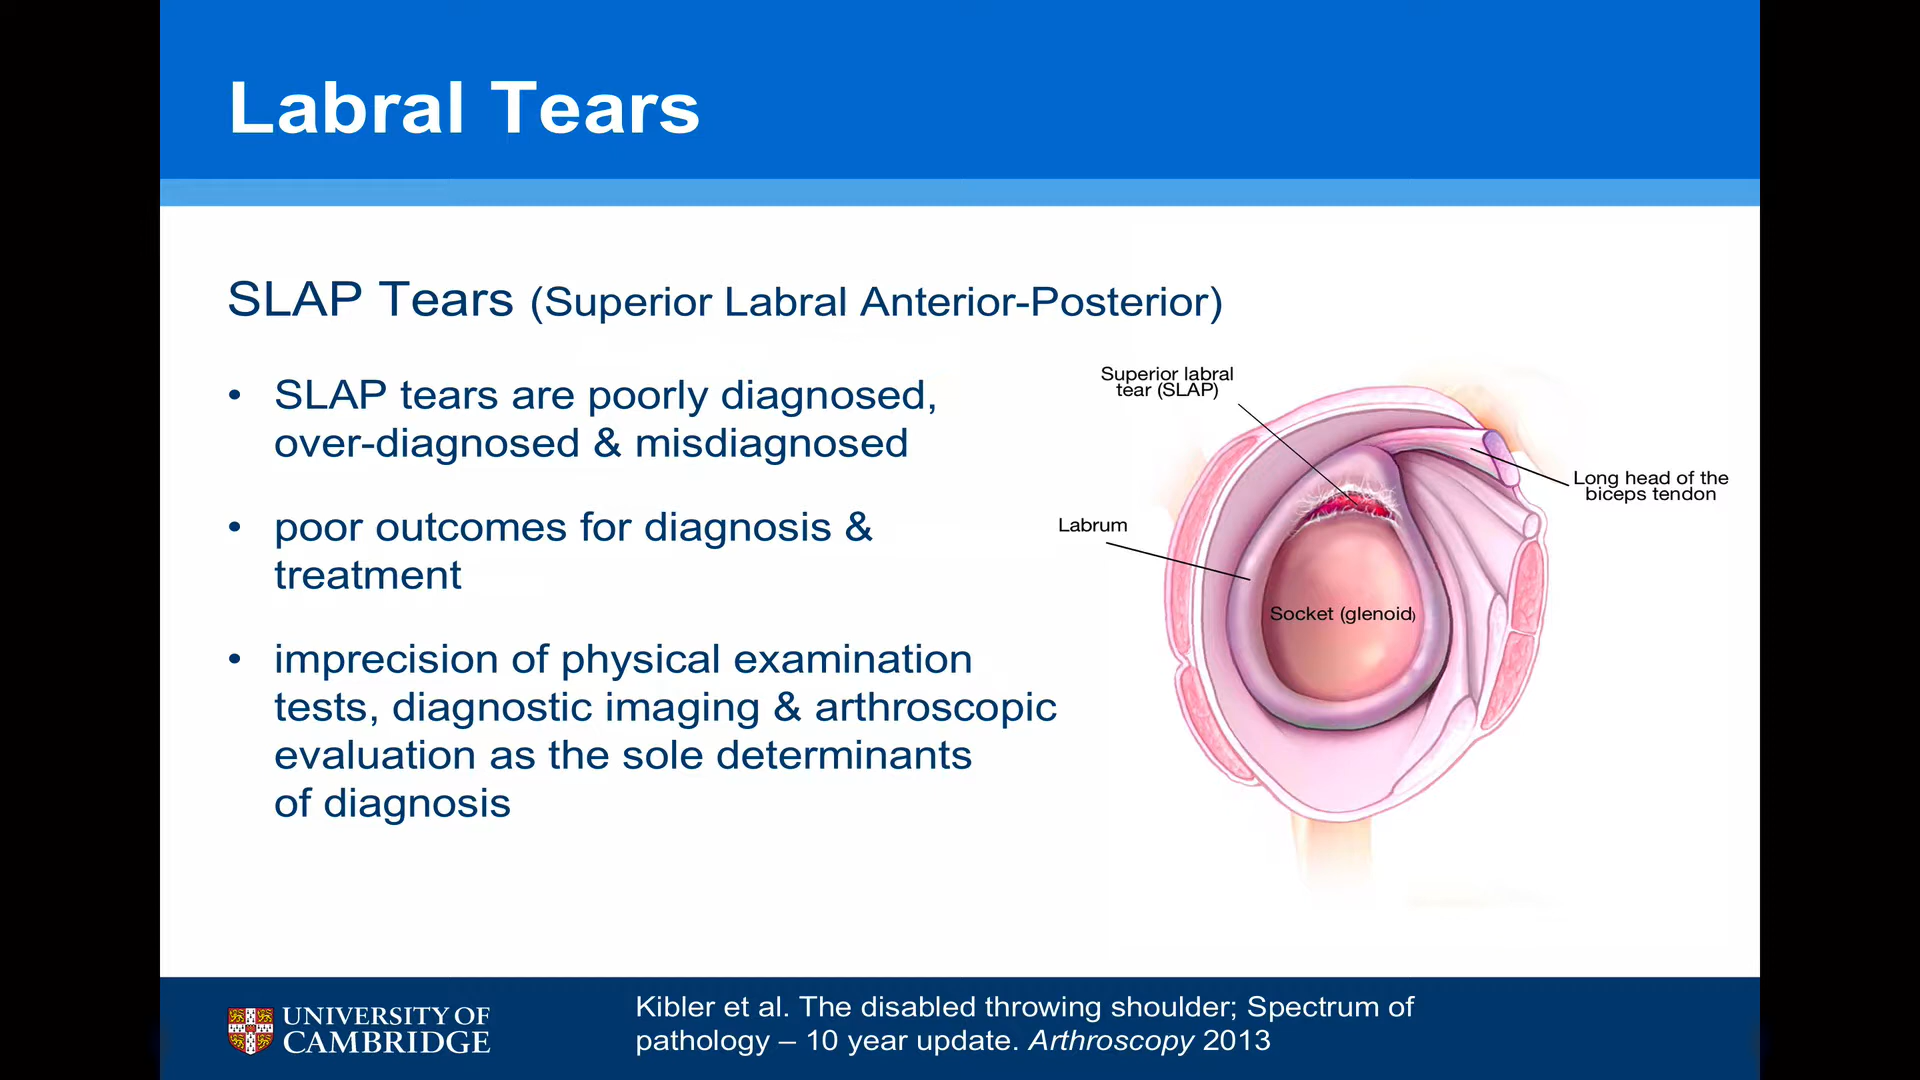 Labral Tears
SLAP Tears (Superior Labral Anterior-Posterior)
• SLAP tears are poorly diagnosed,
over-diagnosed & misdiagnosed
• poor outcomes for diagnosis &
treatment
• imprecision of physical examination
tests, diagnostic imaging & arthroscopic
evaluation as the sole determinants
of diagnosis
Superior labral
tear (SLAP)
Long head of the
biceps tendon
Labrum
Socket (glenoid)
UNIVERSITY OF
CAMBRIDGE
Kibler et al. The disabled throwing shoulder; Spectrum of
pathology – 10 year update. Arthroscopy 2013